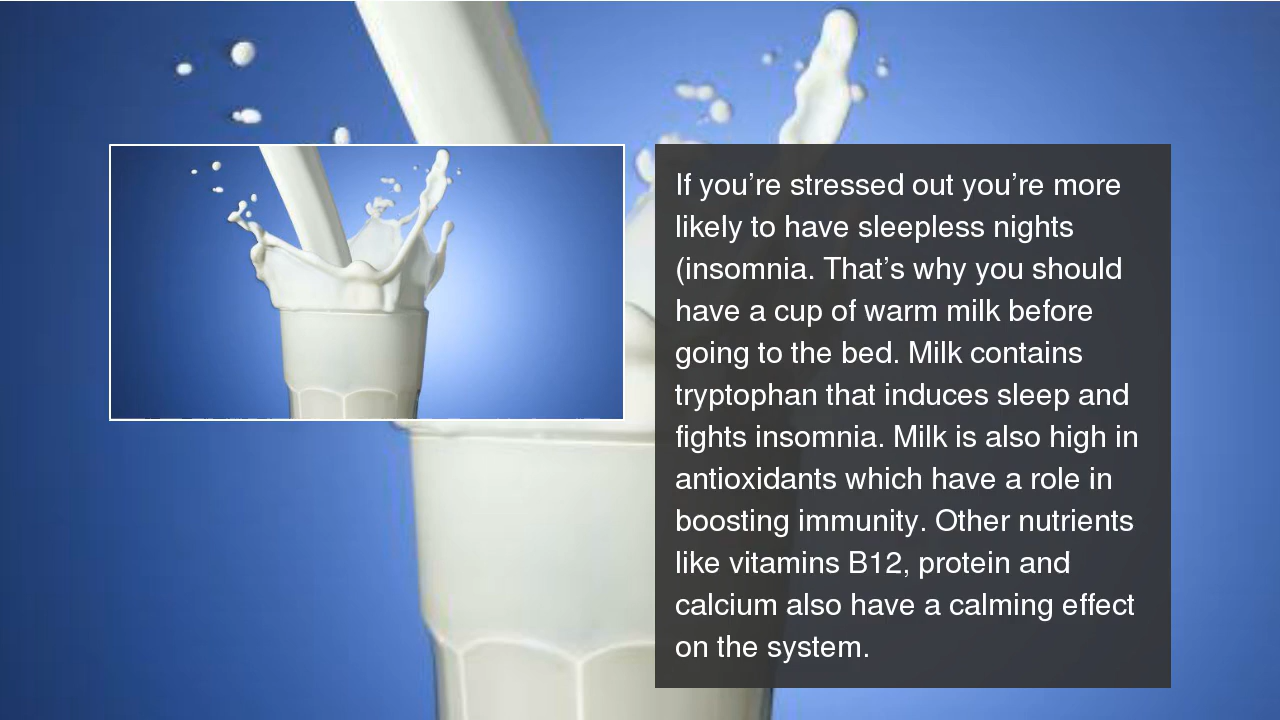 If you’re stressed out you’re more
likely to have sleepless nights
(insomnia. That’s why you should
have a cup of warm milk before
going to the bed. Milk contains
tryptophan that induces sleep and
fights insomnia. Milk is also high in
antioxidants which have a role in
boosting immunity. Other nutrients
like vitamins B12, protein and
calcium also have a calming effect
on the system.